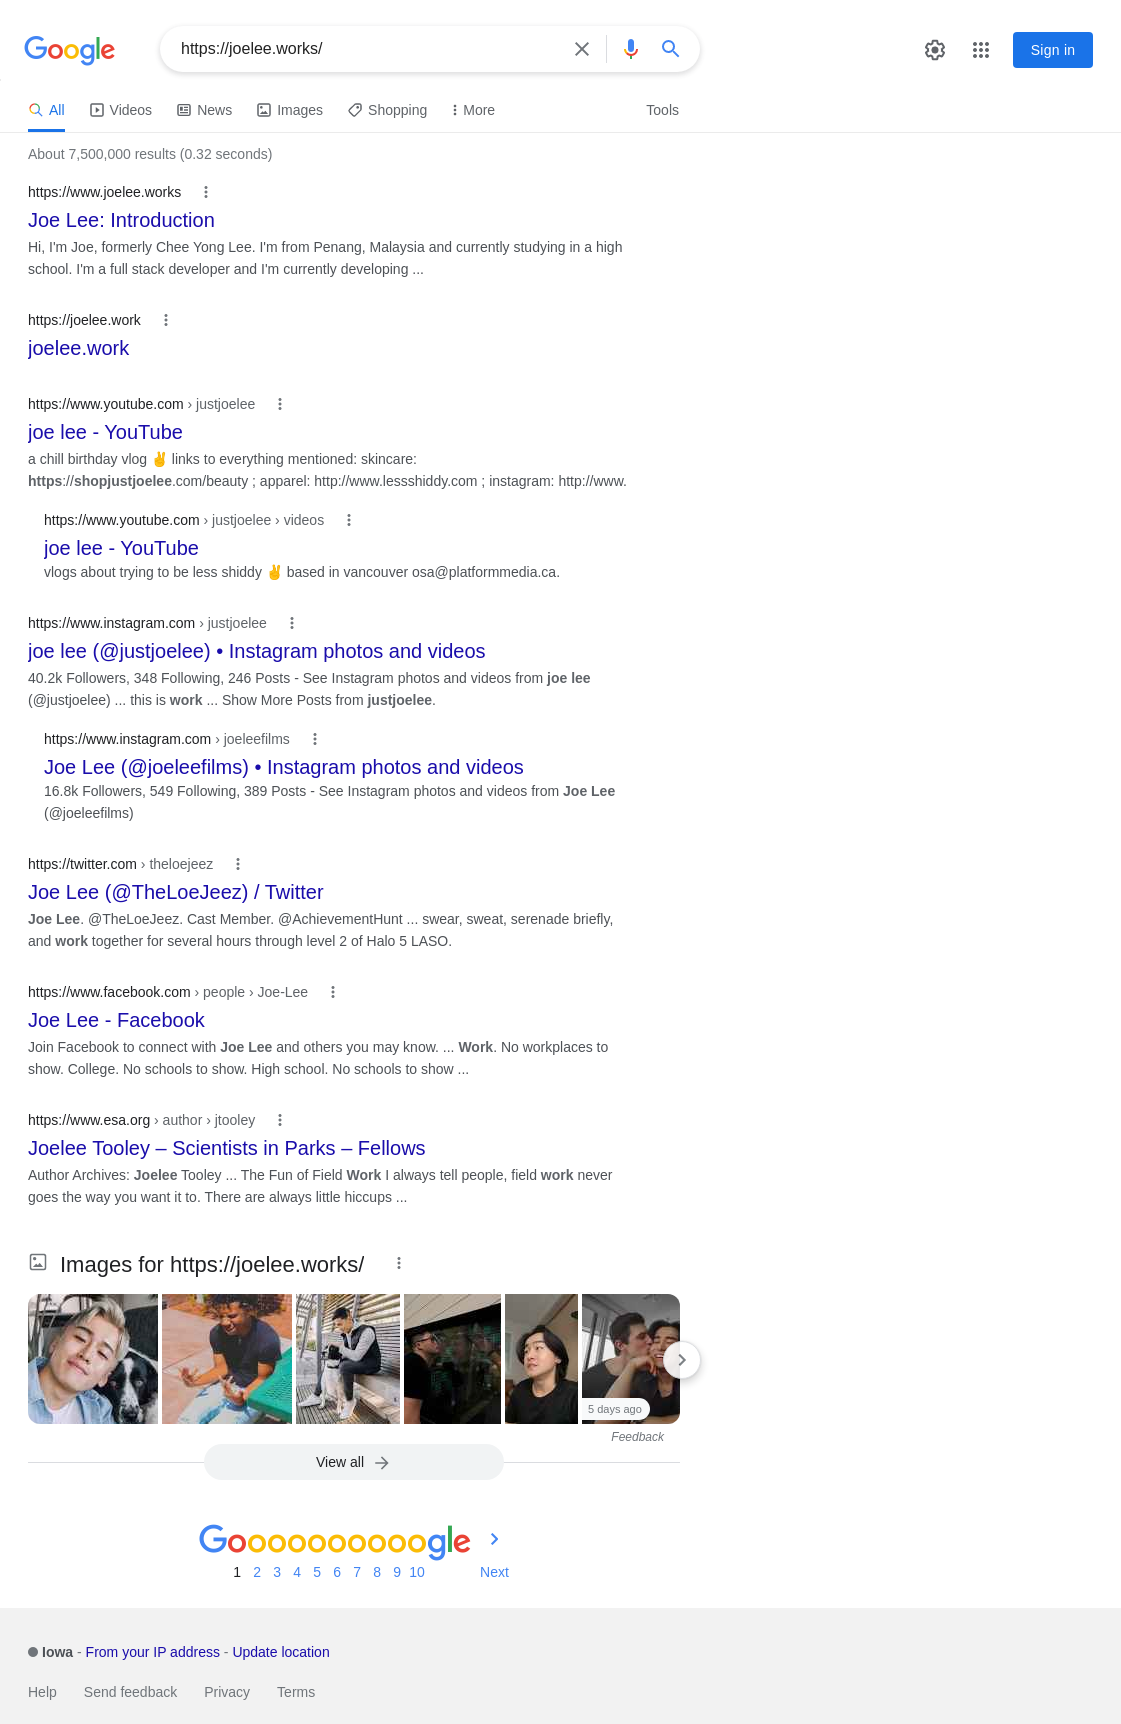 Google
https://joelee.works/
Sign in
All
Videos
News
Images
Shopping
More
Tools
About 7,500,000 results (0.32 seconds)
https://www.joelee.works
Joe Lee: Introduction
Hi, I'm Joe, formerly Chee Yong Lee. I'm from Penang, Malaysia and currently studying in a high
school. I'm a full stack developer and I'm currently developing ...
https://joelee.work
joelee.work
https://www.youtube.com › justjoelee
joe lee - YouTube
a chill birthday vlog ✌️ links to everything mentioned: skincare:
https://shopjustjoelee.com/beauty ; apparel: http://www.lessshiddy.com ; instagram: http://www.
https://www.youtube.com › justjoelee › videos
joe lee - YouTube
vlogs about trying to be less shiddy ✌️ based in vancouver osa@platformmedia.ca.
https://www.instagram.com › justjoelee
joe lee (@justjoelee) • Instagram photos and videos
40.2k Followers, 348 Following, 246 Posts - See Instagram photos and videos from joe lee
(@justjoelee) ... this is work ... Show More Posts from justjoelee.
https://www.instagram.com › joeleefilms
Joe Lee (@joeleefilms) • Instagram photos and videos
16.8k Followers, 549 Following, 389 Posts - See Instagram photos and videos from Joe Lee
(@joeleefilms)
https://twitter.com › theloejeez
Joe Lee (@TheLoeJeez) / Twitter
Joe Lee. @TheLoeJeez. Cast Member. @AchievementHunt ... swear, sweat, serenade briefly,
and work together for several hours through level 2 of Halo 5 LASO.
https://www.facebook.com › people › Joe-Lee
Joe Lee - Facebook
Join Facebook to connect with Joe Lee and others you may know. ... Work. No workplaces to
show. College. No schools to show. High school. No schools to show ...
https://www.esa.org › author › jtooley
Joelee Tooley – Scientists in Parks – Fellows
Author Archives: Joelee Tooley ... The Fun of Field Work I always tell people, field work never
goes the way you want it to. There are always little hiccups ...
Images for https://joelee.works/
5 days ago
Feedback
View all
Goooooooooogle
1 2 3 4 5 6 7 8 9 10 Next
Iowa - From your IP address - Update location
Help Send feedback Privacy Terms